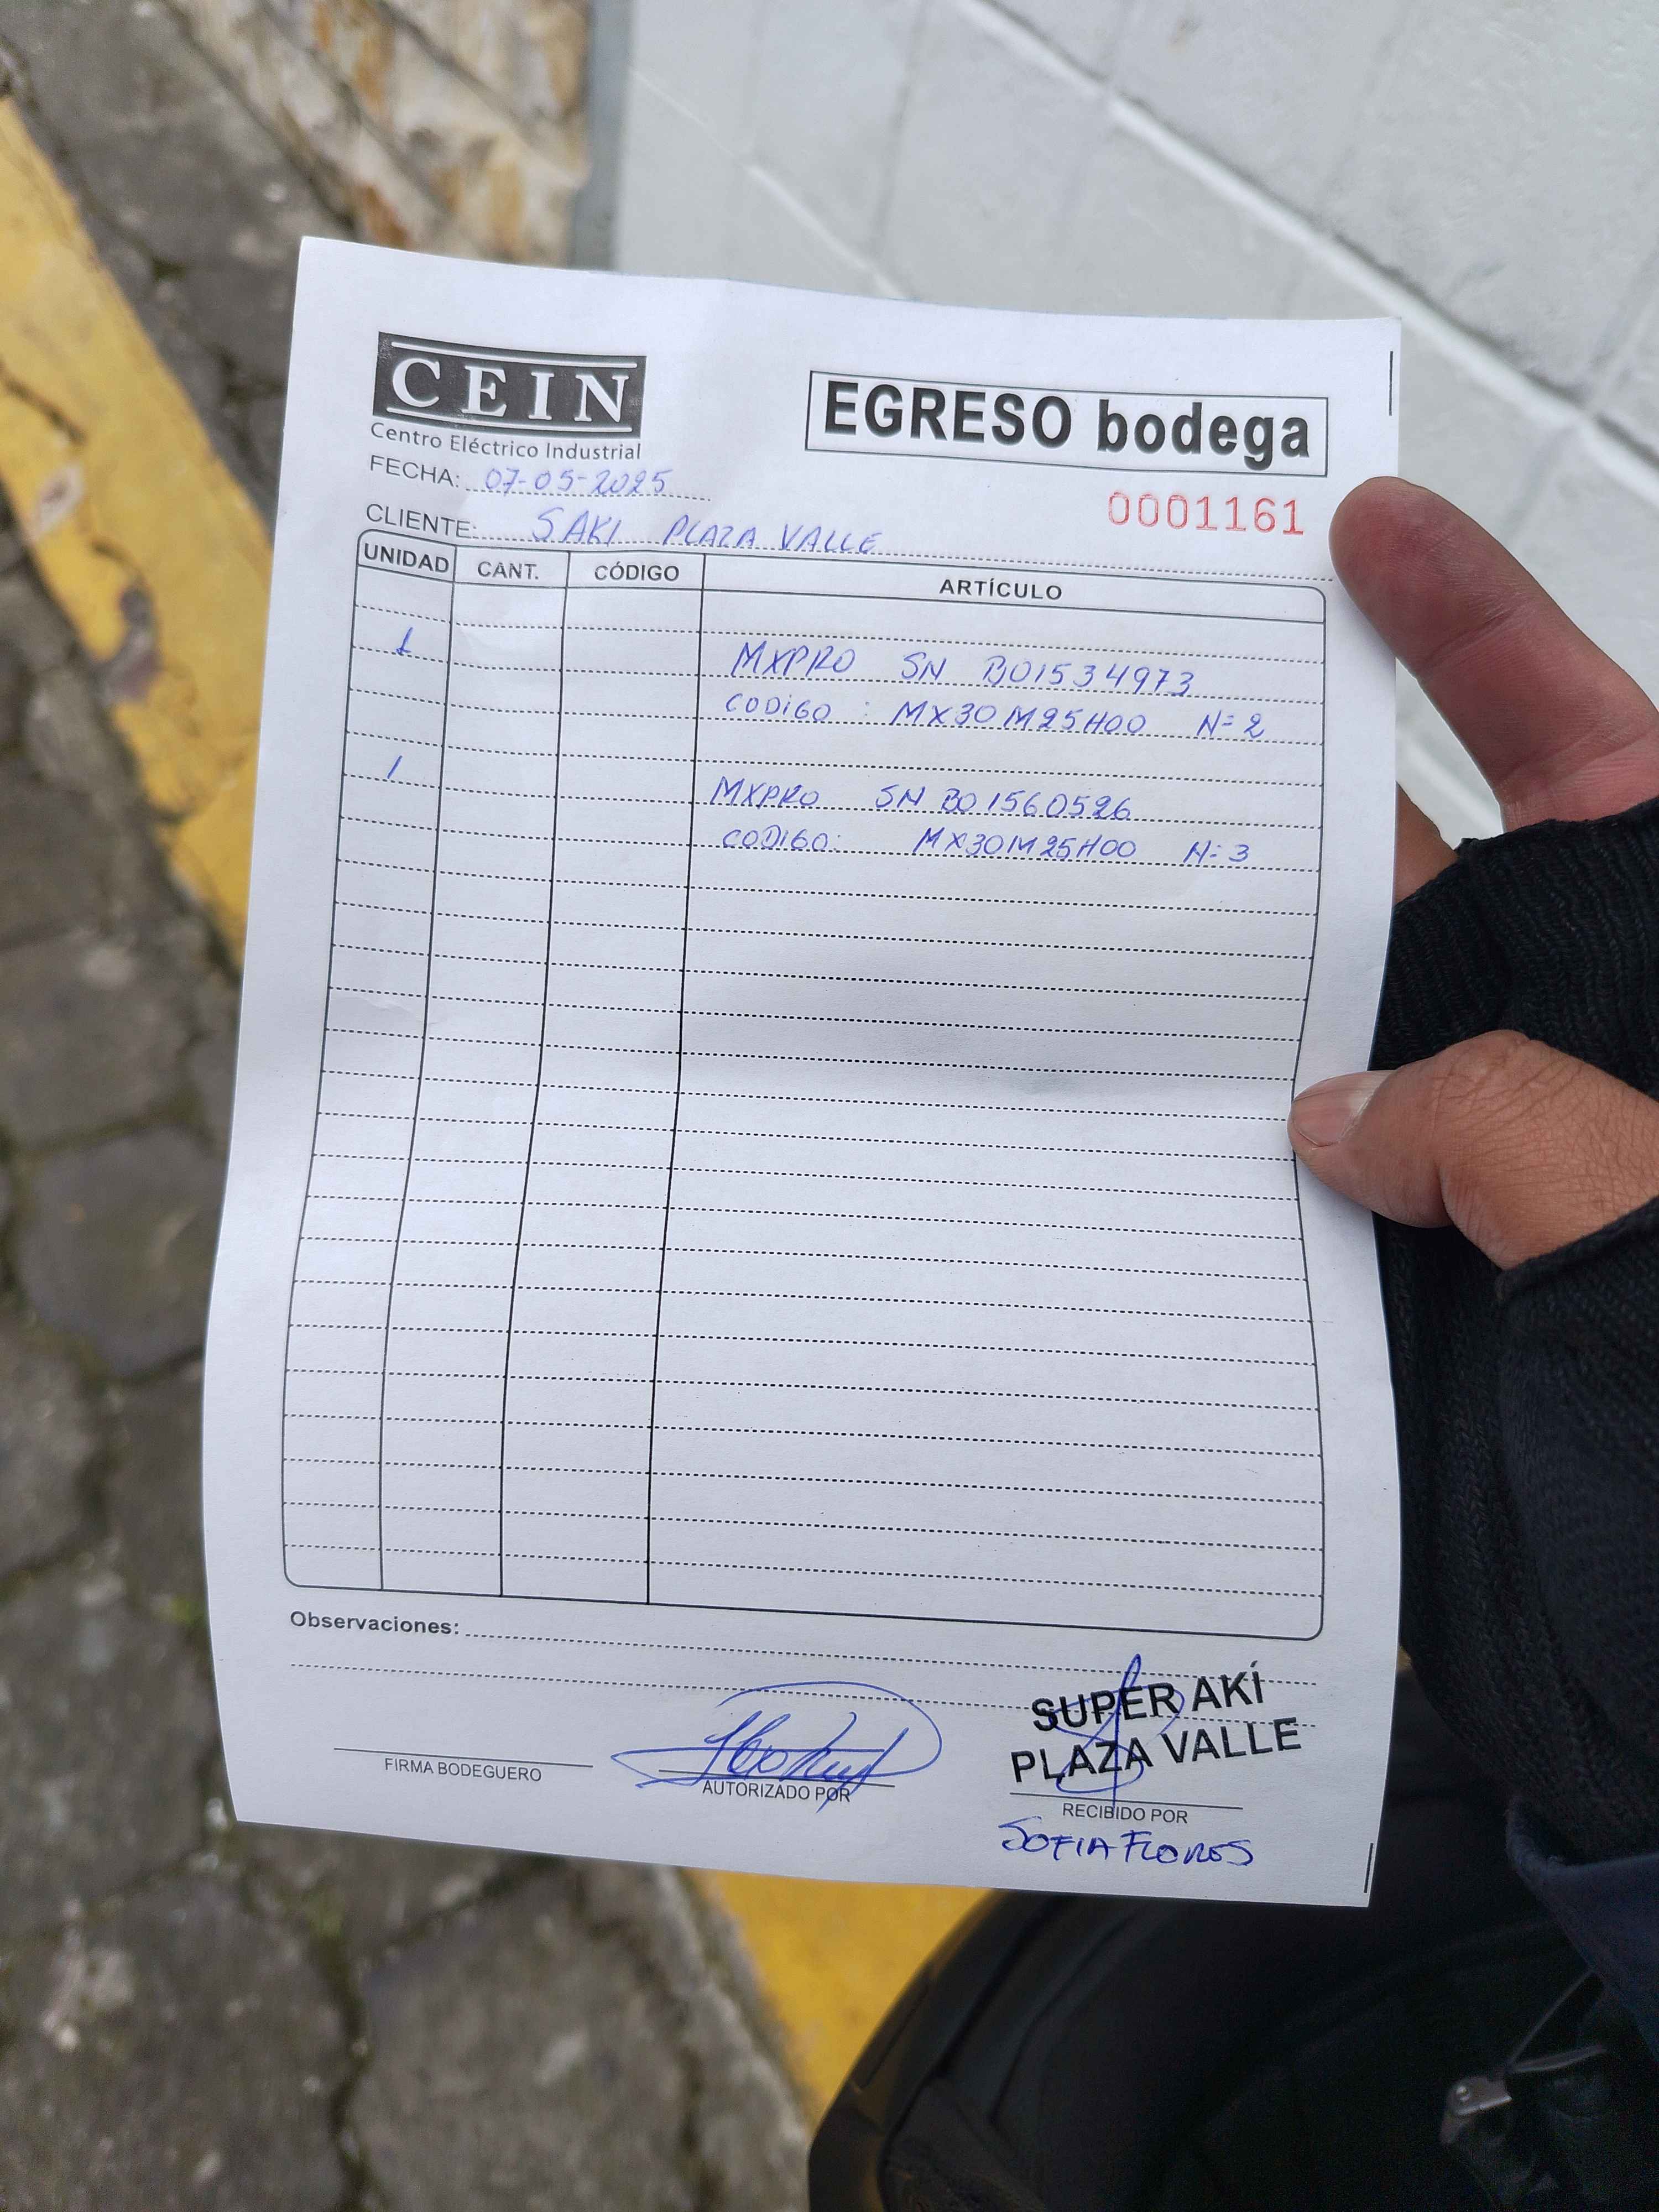 CEIN
Centro Eléctrico Industrial
EGRESO bodega
FECHA: 07-05-2025
0001161
CLIENTE: SAKI PLAZA VALLE
UNIDAD CANT. CÓDIGO ARTÍCULO
1 MXPRO SN B01534973
CODIGO : MX30M25H00 N=2
1 MXPRO SN B01560526
CODIGO: MX30M25H00 N=3
Observaciones:
SUPER AKÍ
PLAZA VALLE
FIRMA BODEGUERO
AUTORIZADO POR
RECIBIDO POR
SOFIA FLORES